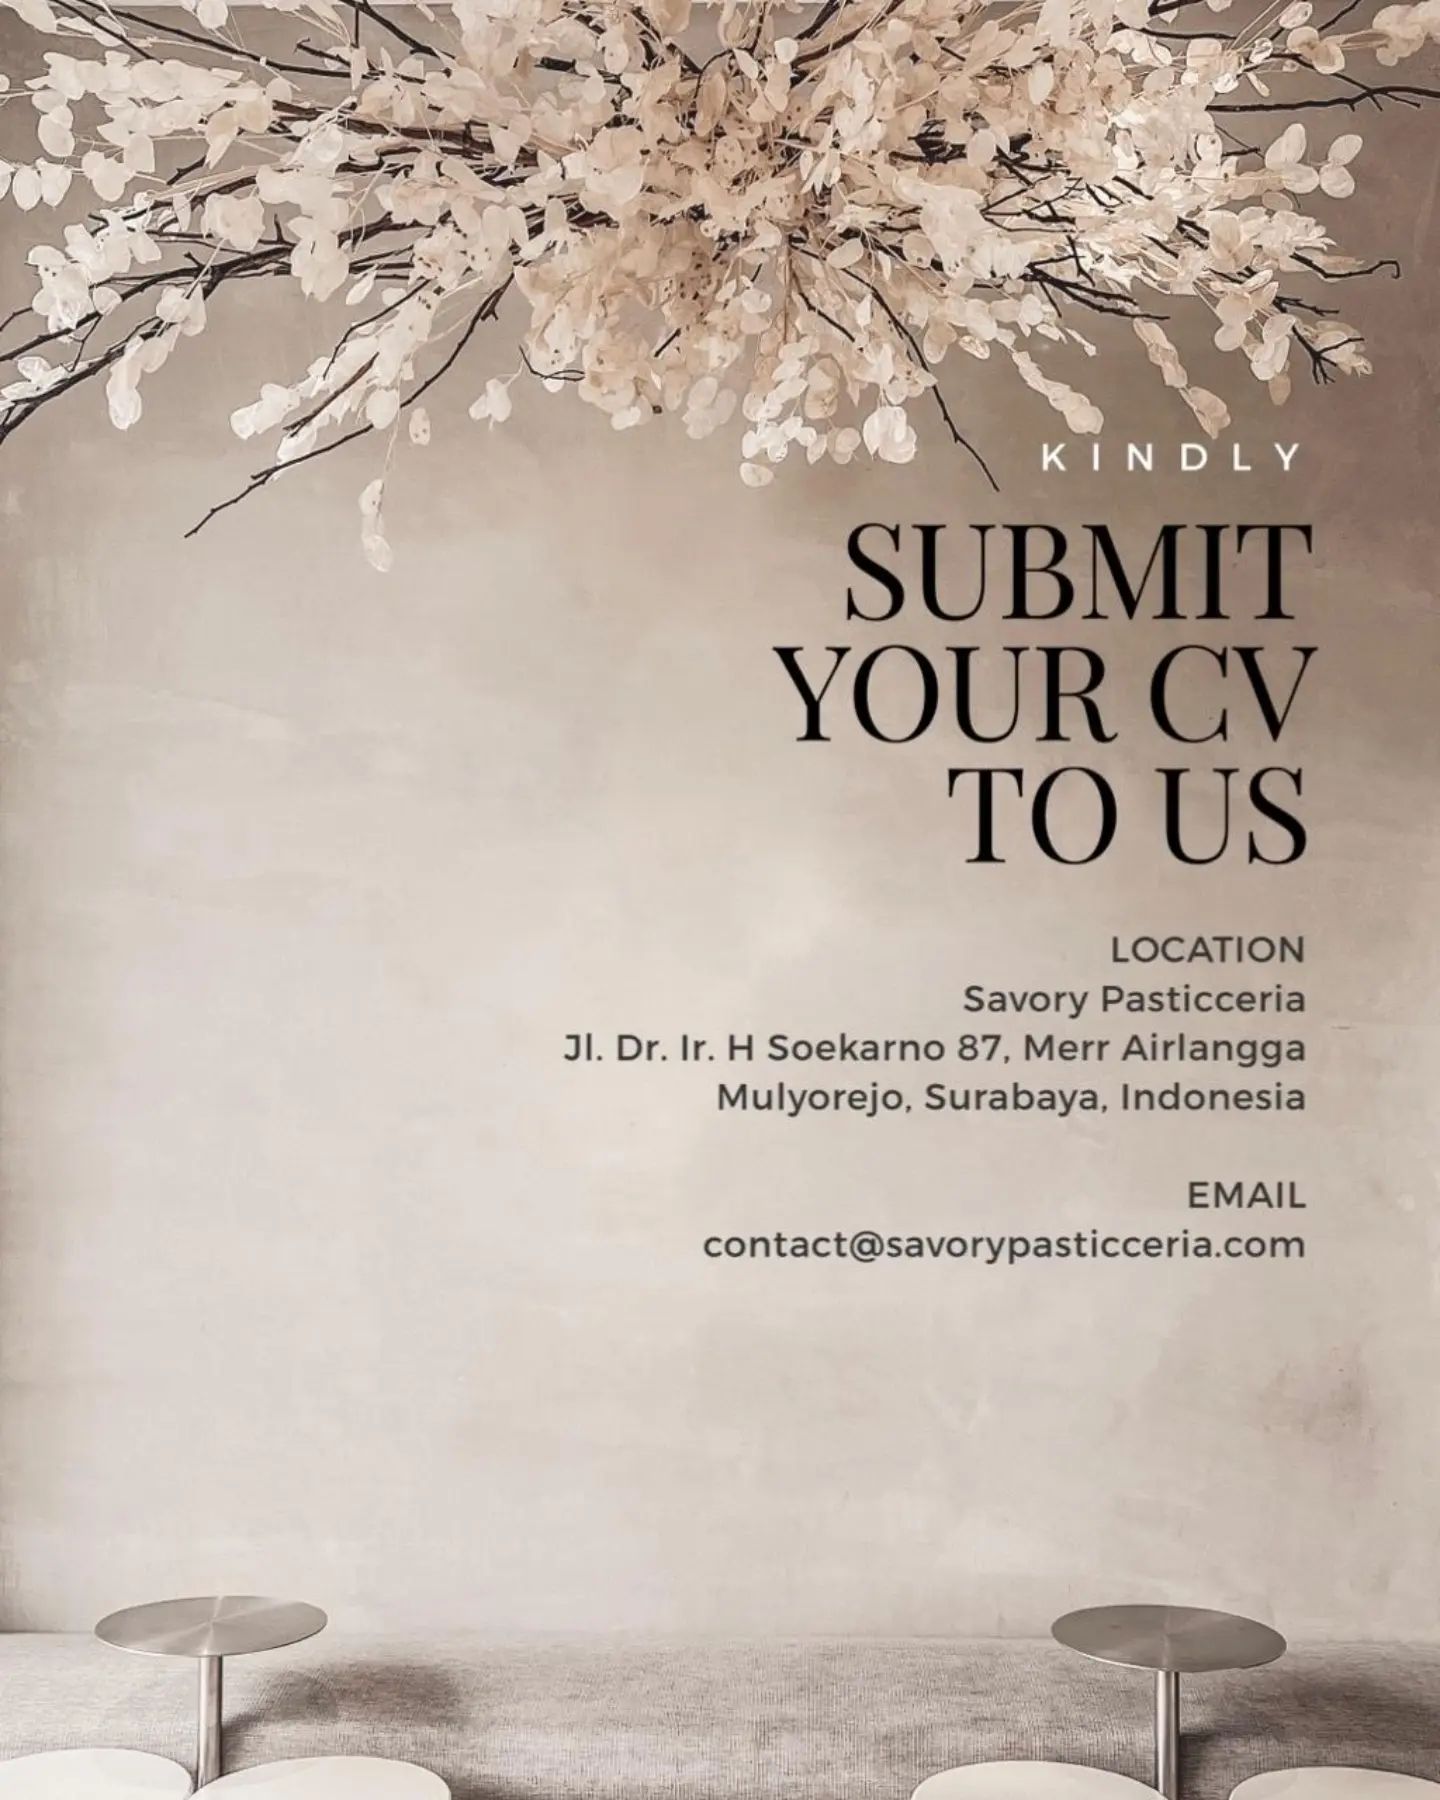 KINDLY
SUBMIT
YOUR CV
TO US
LOCATION
Savory Pasticceria
Jl. Dr. Ir. H Soekarno 87, Merr Airlangga
Mulyorejo, Surabaya, Indonesia
EMAIL
contact@savorypasticceria.com